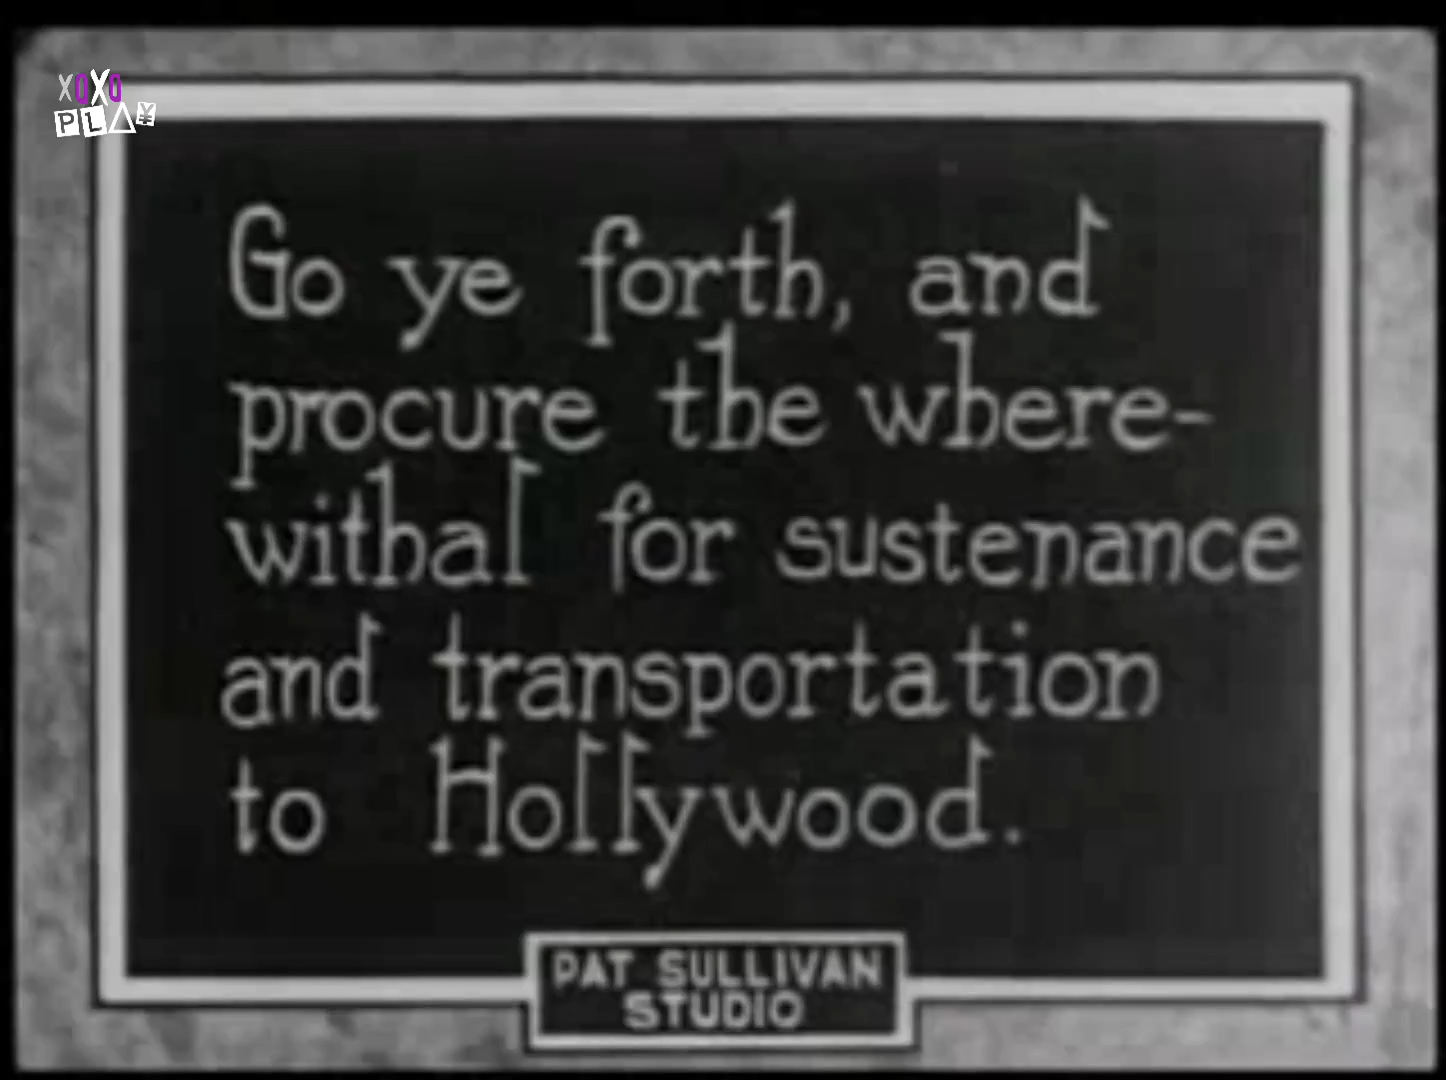 XOXO
PLAY
Go ye forth, and
procure the where-
withal for sustenance
and transportation
to Hollywood.
PAT SULLIVAN
STUDIO